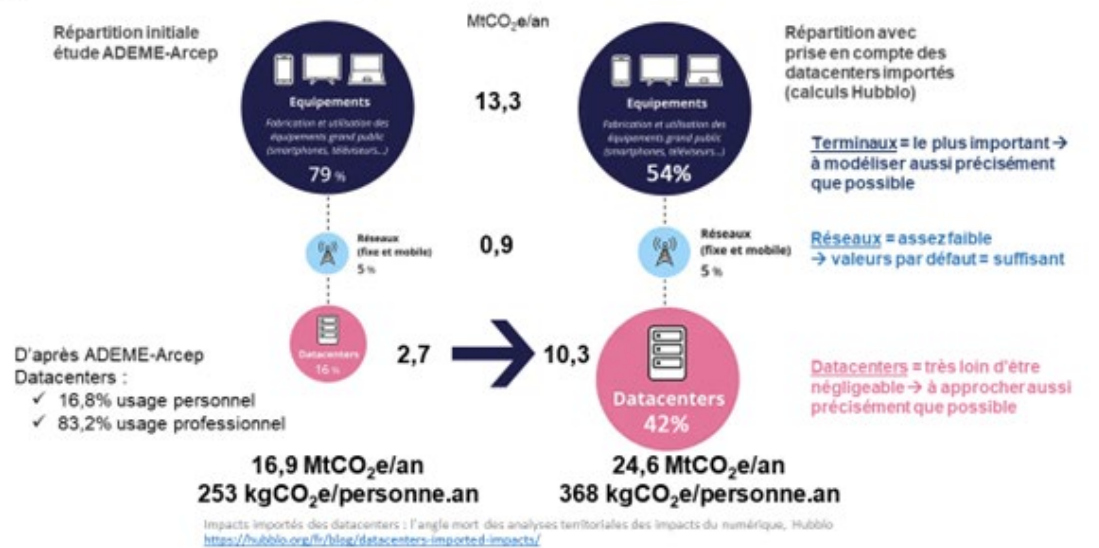 Répartition initiale
étude ADEME-Arcep
MtCO₂e/an
Répartition avec
prise en compte des
datacenters importés
(calculs Hubblo)
Equipements
Fabrication et utilisation des
équipements grand public
(smartphones, téléviseurs...)
79 %
13,3
Equipements
Fabrication et utilisation des
équipements grand public
(smartphones, téléviseurs...)
54%
Terminaux = le plus important →
à modéliser aussi précisément
que possible
Réseaux
(fixe et mobile)
5 %
0,9
Réseaux
(fixe et mobile)
5 %
Réseaux = assez faible
→ valeurs par défaut = suffisant
D'après ADEME-Arcep
Datacenters :
✓ 16,8% usage personnel
✓ 83,2% usage professionnel
Datacenters
16 %
2,7
10,3
Datacenters
42%
Datacenters = très loin d'être
négligeable → à approcher aussi
précisément que possible
16,9 MtCO₂e/an
253 kgCO₂e/personne.an
24,6 MtCO₂e/an
368 kgCO₂e/personne.an
Impacts importés des datacenters : l'angle mort des analyses territoriales des impacts du numérique, Hubblo
https://hubblo.org/fr/blog/datacenters-imported-impacts/